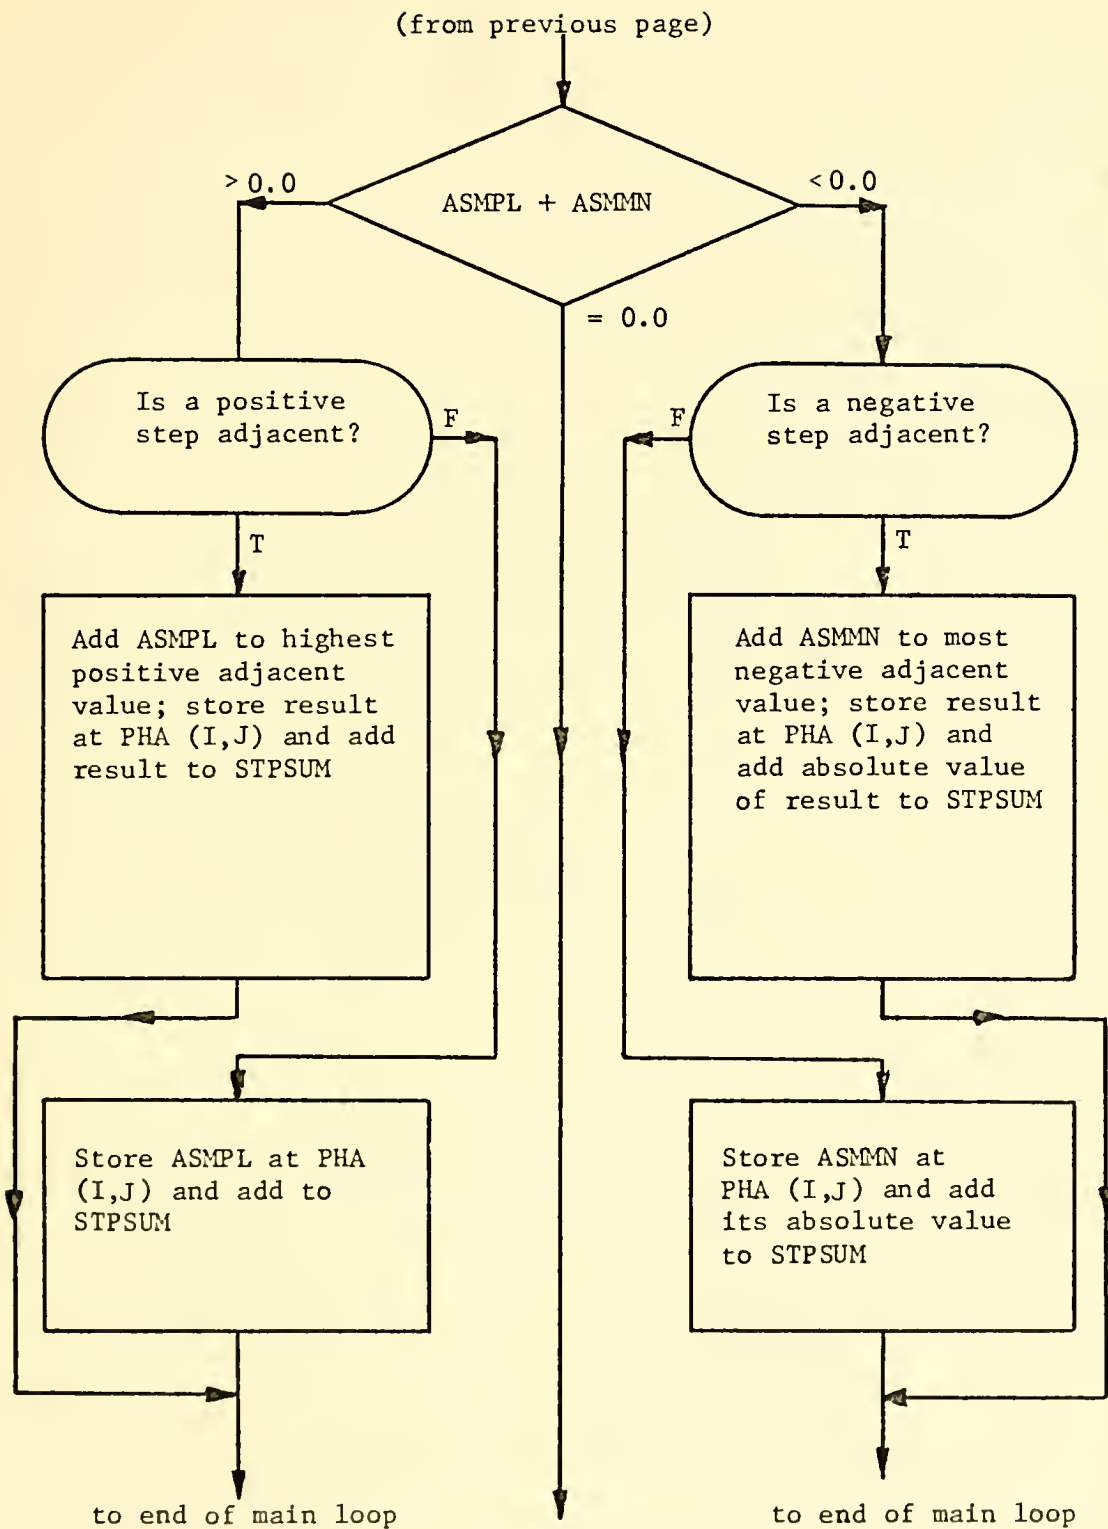 (from previous page)
> 0.0
ASMPL + ASMMN
<0.0
= 0.0
Is a positive
step adjacent?
F
T
Is a negative
step adjacent?
F
T
Add ASMPL to highest
positive adjacent
value; store result
at PHA (I,J) and add
result to STPSUM
Add ASMMN to most
negative adjacent
value; store result
at PHA (I,J) and
add absolute value
of result to STPSUM
Store ASMPL at PHA
(I,J) and add to
STPSUM
Store ASMMN at
PHA (I,J) and add
its absolute value
to STPSUM
to end of main loop
to end of main loop